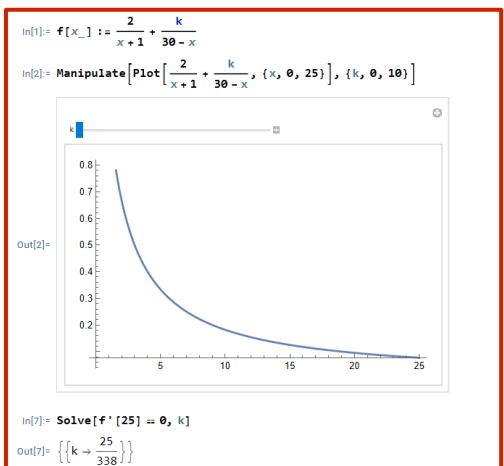 In[1]:= f[x_] := 2/(x + 1) + k/(30 - x)
In[2]:= Manipulate[Plot[2/(x + 1) + k/(30 - x), {x, 0, 25}], {k, 0, 10}]
k
Out[2]=
0.8
0.7
0.6
0.5
0.4
0.3
0.2
5 10 15 20 25
In[7]:= Solve[f'[25] == 0, k]
Out[7]= {{k → 25/338}}